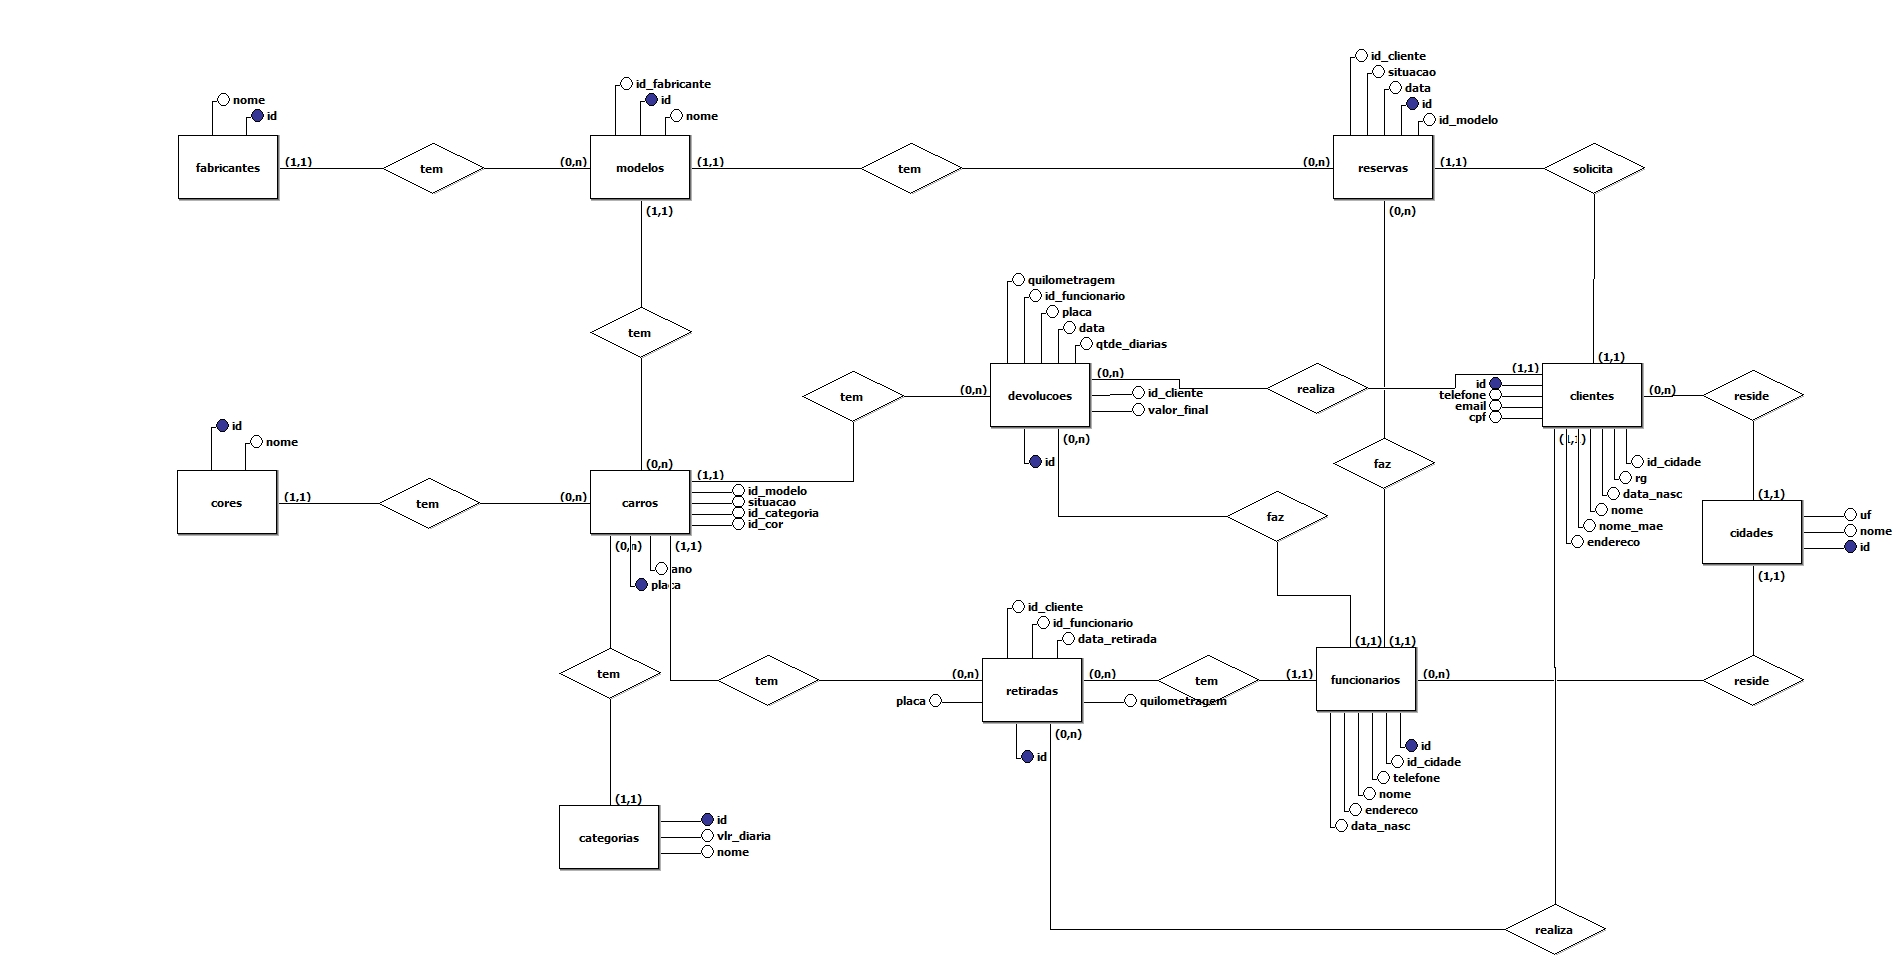 id_cliente
situacao
data
id
id_modelo
id_fabricante
id
nome
nome
id
fabricantes
(1,1)
tem
(0,n)
modelos
(1,1)
tem
(0,n)
reservas
(1,1)
solicita
(1,1)
(0,n)
tem
quilometragem
id_funcionario
placa
data
qtde_diarias
tem
(0,n)
devolucoes
(0,n)
id_cliente
valor_final
(0,n)
id
realiza
(1,1)
(1,1)
id
telefone
email
cpf
clientes
(0,n)
reside
(1,1)
id_cidade
rg
data_nasc
nome
nome_mae
endereco
faz
faz
id
nome
cores
(1,1)
tem
(0,n)
(0,n)
carros
(1,1)
id_modelo
situacao
id_categoria
id_cor
(0,n)
(1,1)
ano
placa
(1,1)
cidades
uf
nome
id
(1,1)
tem
tem
id_cliente
id_funcionario
data_retirada
(0,n)
retiradas
(0,n)
placa
quilometragem
(0,n)
id
tem
(1,1)
(1,1)
(1,1)
funcionarios
(0,n)
reside
id
id_cidade
telefone
nome
endereco
data_nasc
(1,1)
categorias
id
vlr_diaria
nome
realiza